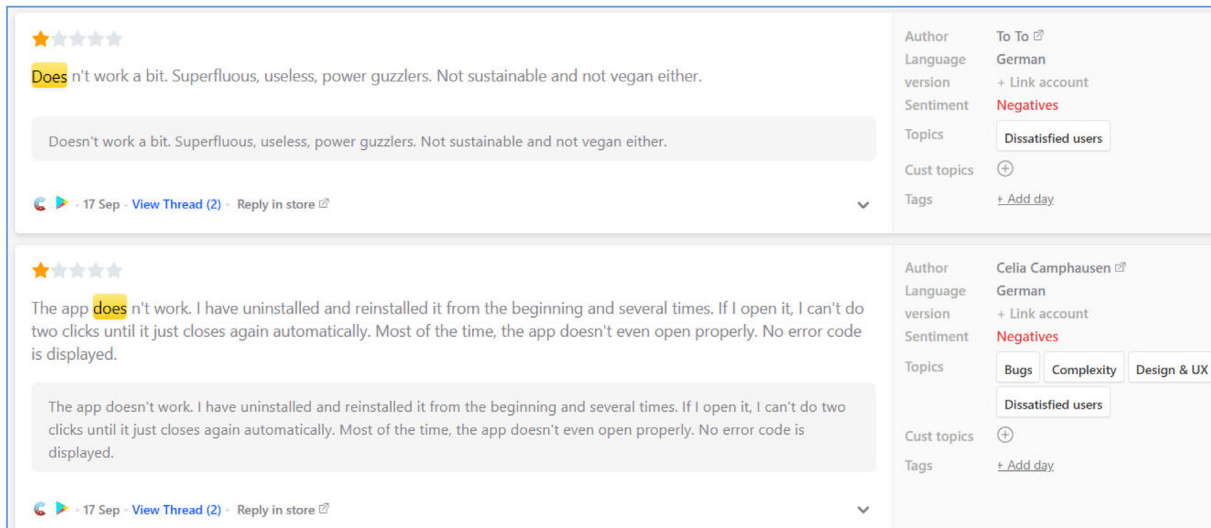 Does n't work a bit. Superfluous, useless, power guzzlers. Not sustainable and not vegan either.
Doesn't work a bit. Superfluous, useless, power guzzlers. Not sustainable and not vegan either.
- 17 Sep - View Thread (2) - Reply in store
Author To To
Language German
version + Link account
Sentiment Negatives
Topics Dissatisfied users
Cust topics
Tags + Add day
The app does n't work. I have uninstalled and reinstalled it from the beginning and several times. If I open it, I can't do
two clicks until it just closes again automatically. Most of the time, the app doesn't even open properly. No error code
is displayed.
The app doesn't work. I have uninstalled and reinstalled it from the beginning and several times. If I open it, I can't do two
clicks until it just closes again automatically. Most of the time, the app doesn't even open properly. No error code is
displayed.
- 17 Sep - View Thread (2) - Reply in store
Author Celia Camphausen
Language German
version + Link account
Sentiment Negatives
Topics Bugs Complexity Design & UX
Dissatisfied users
Cust topics
Tags + Add day